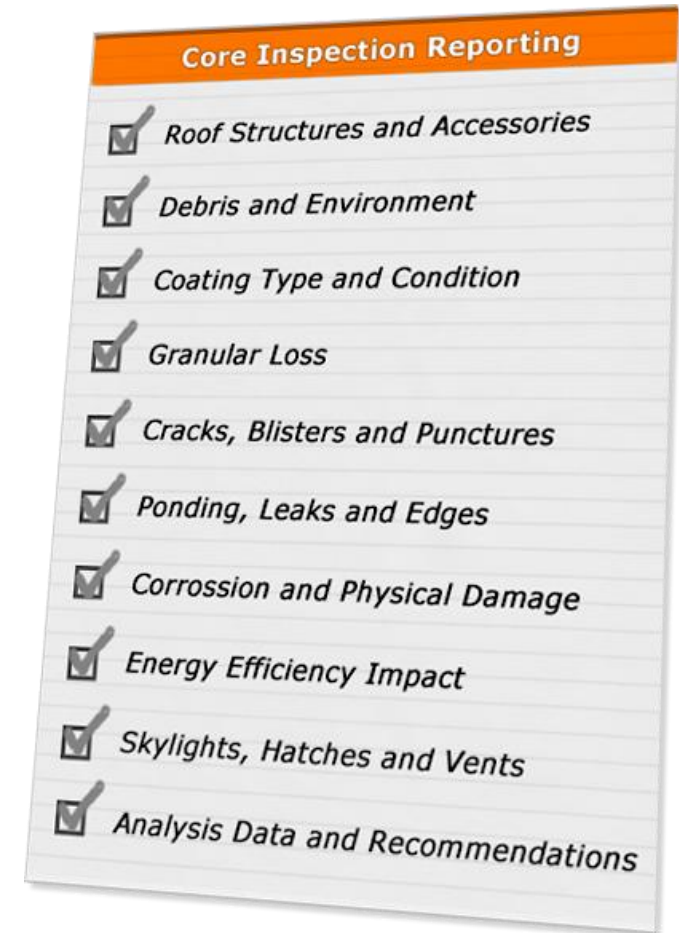 Core Inspection Reporting
Roof Structures and Accessories
Debris and Environment
Coating Type and Condition
Granular Loss
Cracks, Blisters and Punctures
Ponding, Leaks and Edges
Corrossion and Physical Damage
Energy Efficiency Impact
Skylights, Hatches and Vents
Analysis Data and Recommendations